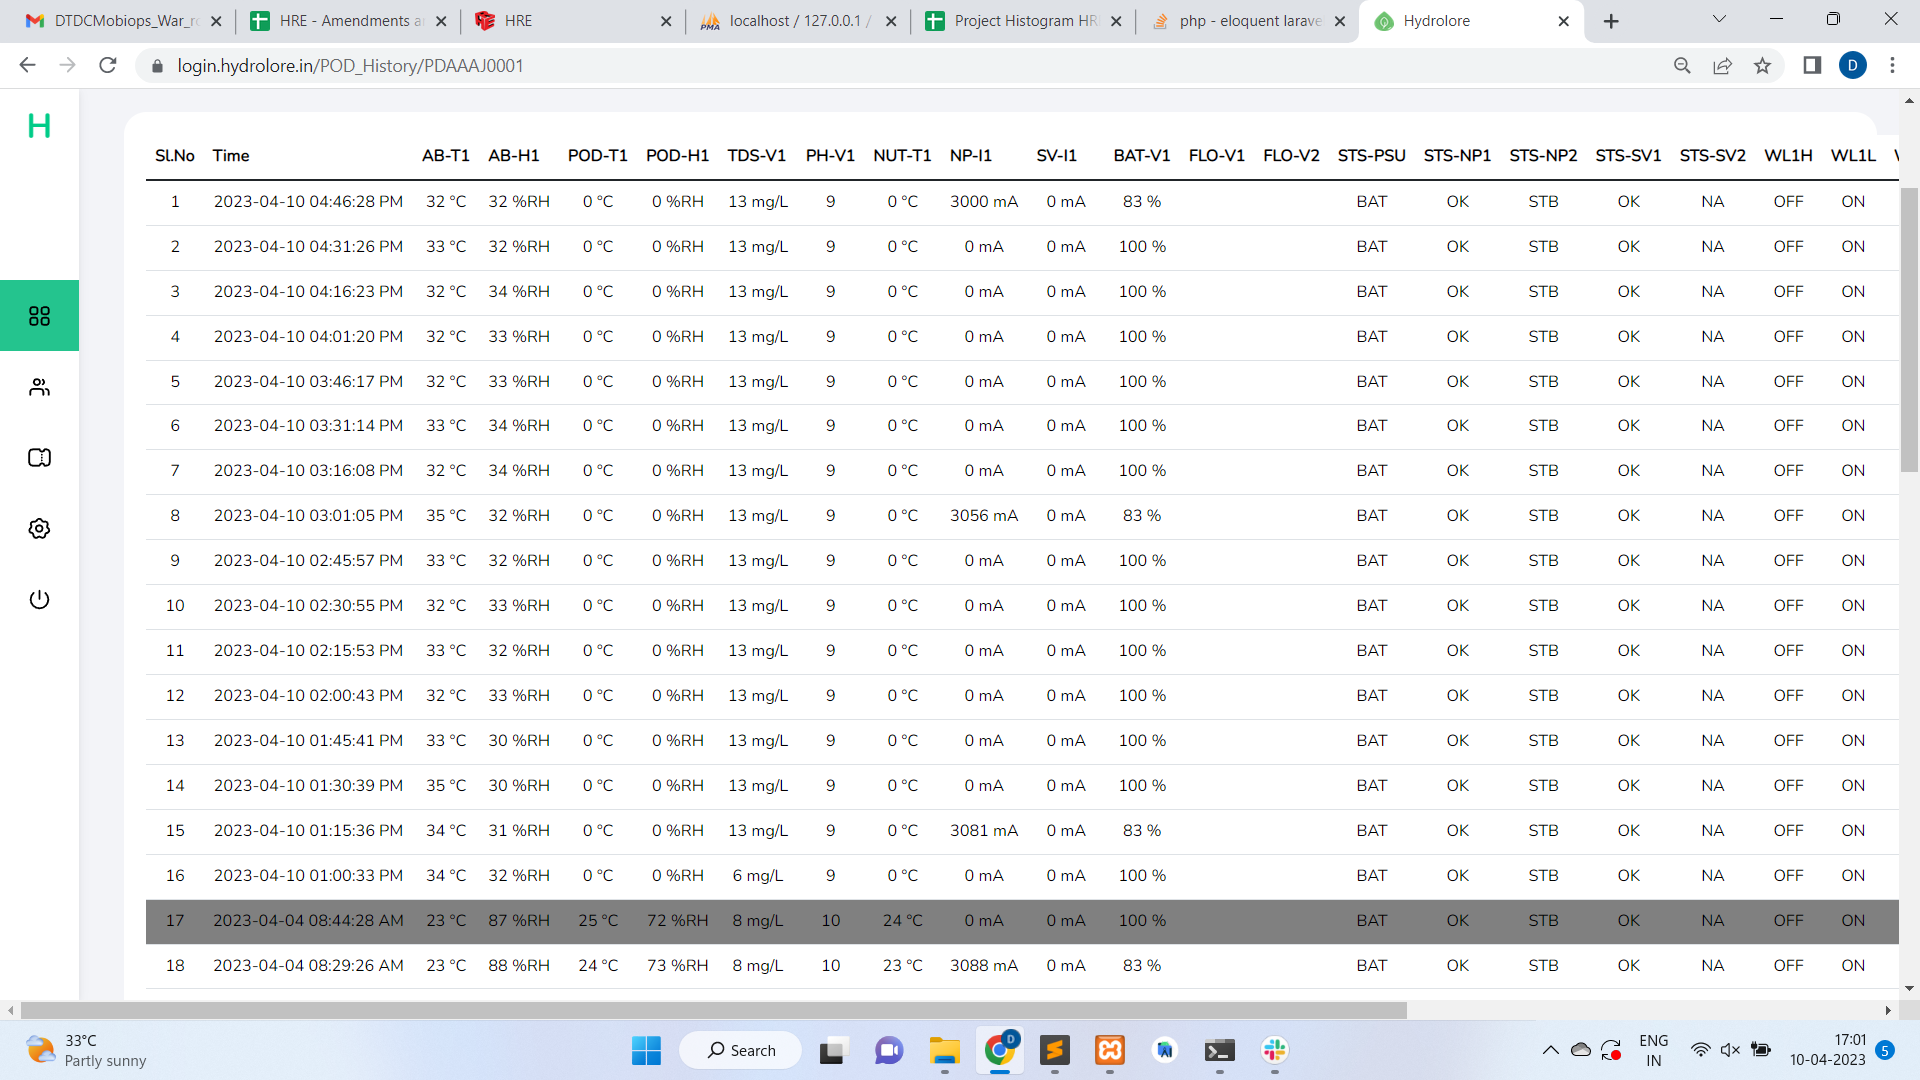 DTDCMobiops_War_r
HRE - Amendments a
HRE
localhost / 127.0.0.1 /
Project Histogram HR
php - eloquent larave
Hydrolore
login.hydrolore.in/POD_History/PDAAAJ0001
D
H
Sl.No Time AB-T1 AB-H1 POD-T1 POD-H1 TDS-V1 PH-V1 NUT-T1 NP-I1 SV-I1 BAT-V1 FLO-V1 FLO-V2 STS-PSU STS-NP1 STS-NP2 STS-SV1 STS-SV2 WL1H WL1L
1 2023-04-10 04:46:28 PM 32 °C 32 %RH 0 °C 0 %RH 13 mg/L 9 0 °C 3000 mA 0 mA 83 % BAT OK STB OK NA OFF ON
2 2023-04-10 04:31:26 PM 33 °C 32 %RH 0 °C 0 %RH 13 mg/L 9 0 °C 0 mA 0 mA 100 % BAT OK STB OK NA OFF ON
3 2023-04-10 04:16:23 PM 32 °C 34 %RH 0 °C 0 %RH 13 mg/L 9 0 °C 0 mA 0 mA 100 % BAT OK STB OK NA OFF ON
4 2023-04-10 04:01:20 PM 32 °C 33 %RH 0 °C 0 %RH 13 mg/L 9 0 °C 0 mA 0 mA 100 % BAT OK STB OK NA OFF ON
5 2023-04-10 03:46:17 PM 32 °C 33 %RH 0 °C 0 %RH 13 mg/L 9 0 °C 0 mA 0 mA 100 % BAT OK STB OK NA OFF ON
6 2023-04-10 03:31:14 PM 33 °C 34 %RH 0 °C 0 %RH 13 mg/L 9 0 °C 0 mA 0 mA 100 % BAT OK STB OK NA OFF ON
7 2023-04-10 03:16:08 PM 32 °C 34 %RH 0 °C 0 %RH 13 mg/L 9 0 °C 0 mA 0 mA 100 % BAT OK STB OK NA OFF ON
8 2023-04-10 03:01:05 PM 35 °C 32 %RH 0 °C 0 %RH 13 mg/L 9 0 °C 3056 mA 0 mA 83 % BAT OK STB OK NA OFF ON
9 2023-04-10 02:45:57 PM 33 °C 32 %RH 0 °C 0 %RH 13 mg/L 9 0 °C 0 mA 0 mA 100 % BAT OK STB OK NA OFF ON
10 2023-04-10 02:30:55 PM 32 °C 33 %RH 0 °C 0 %RH 13 mg/L 9 0 °C 0 mA 0 mA 100 % BAT OK STB OK NA OFF ON
11 2023-04-10 02:15:53 PM 33 °C 32 %RH 0 °C 0 %RH 13 mg/L 9 0 °C 0 mA 0 mA 100 % BAT OK STB OK NA OFF ON
12 2023-04-10 02:00:43 PM 32 °C 33 %RH 0 °C 0 %RH 13 mg/L 9 0 °C 0 mA 0 mA 100 % BAT OK STB OK NA OFF ON
13 2023-04-10 01:45:41 PM 33 °C 30 %RH 0 °C 0 %RH 13 mg/L 9 0 °C 0 mA 0 mA 100 % BAT OK STB OK NA OFF ON
14 2023-04-10 01:30:39 PM 35 °C 30 %RH 0 °C 0 %RH 13 mg/L 9 0 °C 0 mA 0 mA 100 % BAT OK STB OK NA OFF ON
15 2023-04-10 01:15:36 PM 34 °C 31 %RH 0 °C 0 %RH 13 mg/L 9 0 °C 3081 mA 0 mA 83 % BAT OK STB OK NA OFF ON
16 2023-04-10 01:00:33 PM 34 °C 32 %RH 0 °C 0 %RH 6 mg/L 9 0 °C 0 mA 0 mA 100 % BAT OK STB OK NA OFF ON
17 2023-04-04 08:44:28 AM 23 °C 87 %RH 25 °C 72 %RH 8 mg/L 10 24 °C 0 mA 0 mA 100 % BAT OK STB OK NA OFF ON
18 2023-04-04 08:29:26 AM 23 °C 88 %RH 24 °C 73 %RH 8 mg/L 10 23 °C 3088 mA 0 mA 83 % BAT OK STB OK NA OFF ON
33°C
Partly sunny
Search
D
ENG
IN
17:01
10-04-2023
5